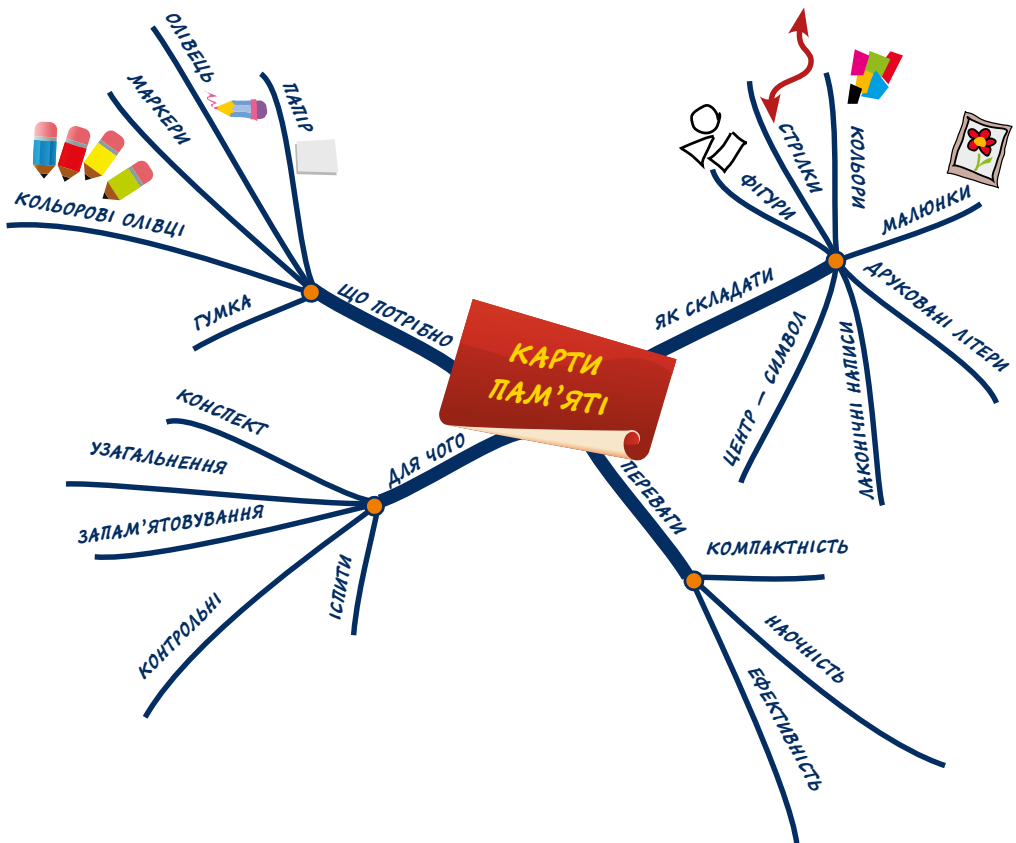 КАРТИ
ПАМ’ЯТІ
ЩО ПОТРІБНО
ПАПІР
ОЛІВЕЦЬ
МАРКЕРИ
КОЛЬОРОВІ ОЛІВЦІ
ГУМКА
ЯК СКЛАДАТИ
ФІГУРИ
СТРІЛКИ
КОЛЬОРИ
МАЛЮНКИ
ДРУКОВАНІ ЛІТЕРИ
ЛАКОНІЧНІ НАПИСИ
ЦЕНТР – СИМВОЛ
ДЛЯ ЧОГО
КОНСПЕКТ
УЗАГАЛЬНЕННЯ
ЗАПАМ’ЯТОВУВАННЯ
КОНТРОЛЬНІ
ІСПИТИ
ПЕРЕВАГИ
КОМПАКТНІСТЬ
НАОЧНІСТЬ
ЕФЕКТИВНІСТЬ